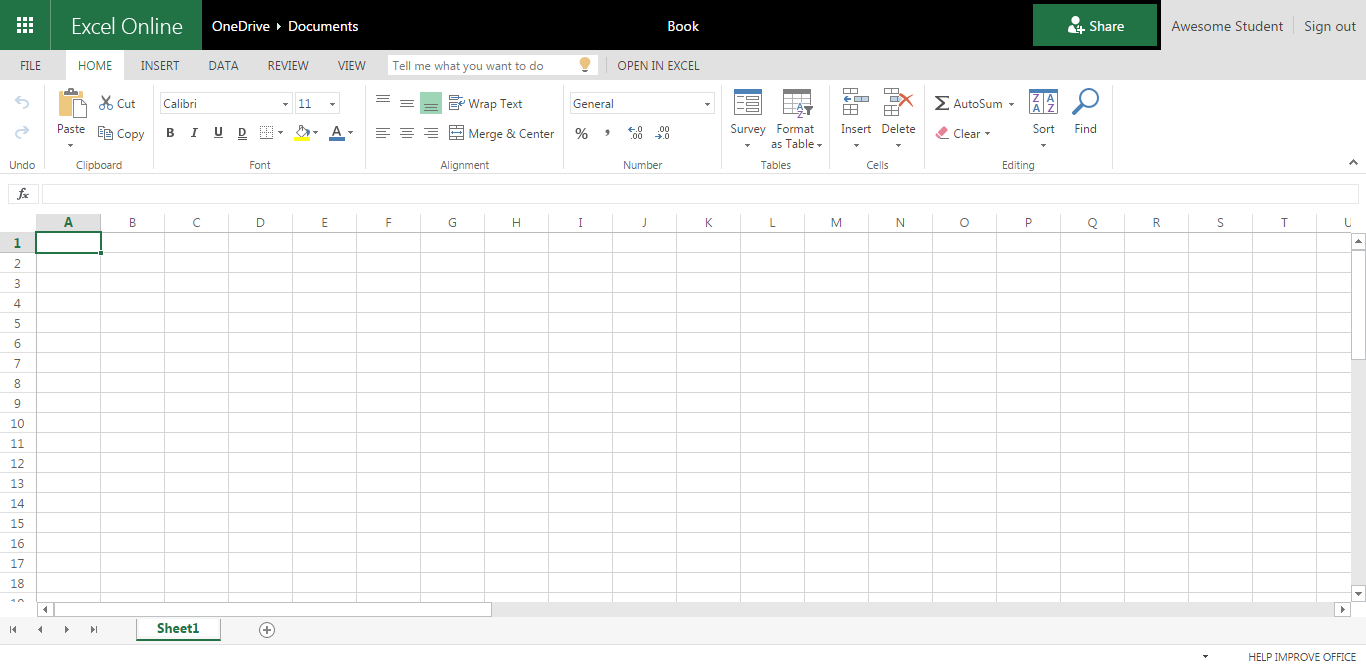 Excel Online OneDrive Documents Book Share Awesome Student Sign out
FILE HOME INSERT DATA REVIEW VIEW Tell me what you want to do OPEN IN EXCEL
Cut Calibri 11 Wrap Text General AutoSum
Paste Survey Format as Table Insert Delete Sort Find
Copy B I U D A Merge & Center % , ←.0 .00 .00 →.0 Clear
Undo Clipboard Font Alignment Number Tables Cells Editing
fx
A B C D E F G H I J K L M N O P Q R S T U
1
2
3
4
5
6
7
8
9
10
11
12
13
14
15
16
17
18
Sheet1
HELP IMPROVE OFFICE